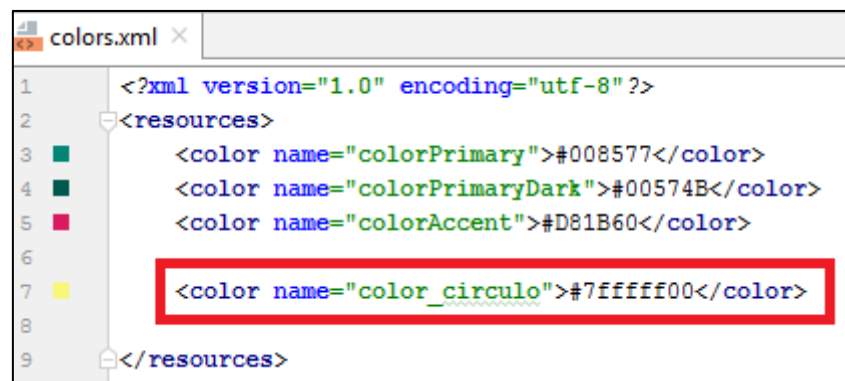 colors.xml
1 <?xml version="1.0" encoding="utf-8"?>
2 <resources>
3 <color name="colorPrimary">#008577</color>
4 <color name="colorPrimaryDark">#00574B</color>
5 <color name="colorAccent">#D81B60</color>
6
7 <color name="color_circulo">#7fffff00</color>
8
9 </resources>